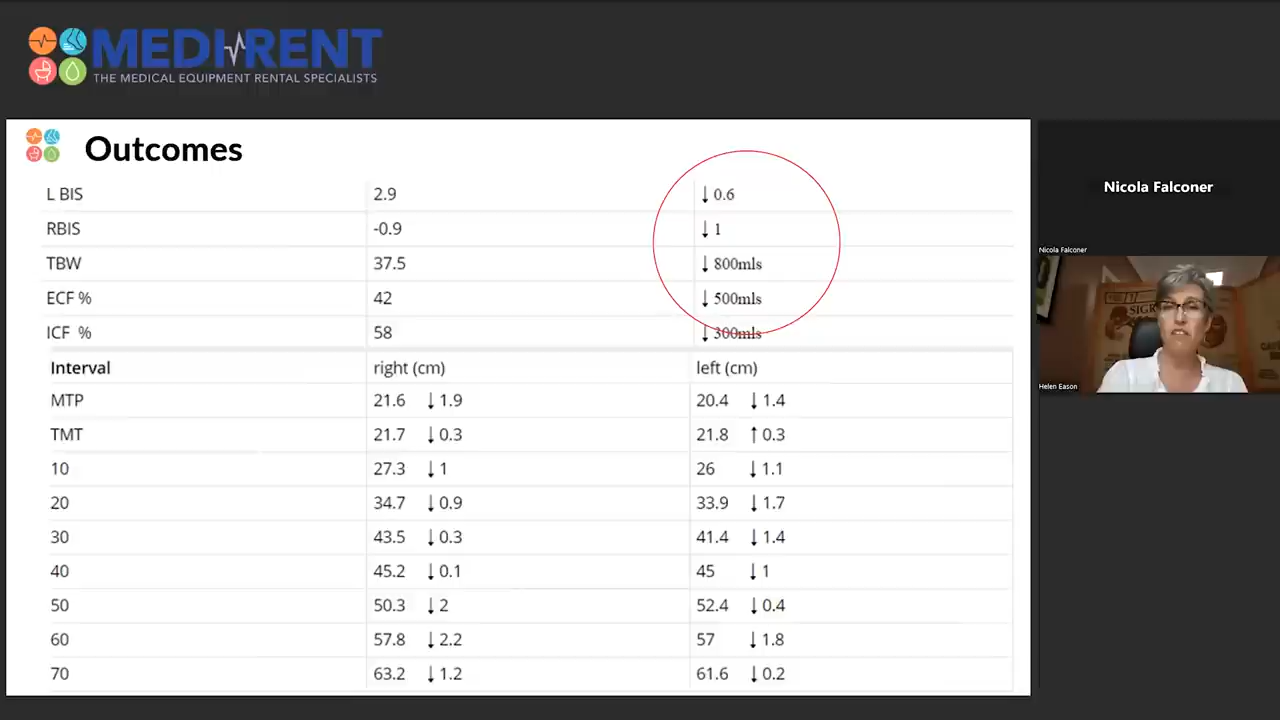 MEDI RENT
THE MEDICAL EQUIPMENT RENTAL SPECIALISTS
Outcomes
L BIS 2.9 ↓ 0.6
RBIS -0.9 ↓ 1
TBW 37.5 ↓ 800mls
ECF % 42 ↓ 500mls
ICF % 58 ↓ 300mls
Interval right (cm) left (cm)
MTP 21.6 ↓ 1.9 20.4 ↓ 1.4
TMT 21.7 ↓ 0.3 21.8 ↑ 0.3
10 27.3 ↓ 1 26 ↓ 1.1
20 34.7 ↓ 0.9 33.9 ↓ 1.7
30 43.5 ↓ 0.3 41.4 ↓ 1.4
40 45.2 ↓ 0.1 45 ↓ 1
50 50.3 ↓ 2 52.4 ↓ 0.4
60 57.8 ↓ 2.2 57 ↓ 1.8
70 63.2 ↓ 1.2 61.6 ↓ 0.2
Nicola Falconer
Nicola Falconer
Helen Eason